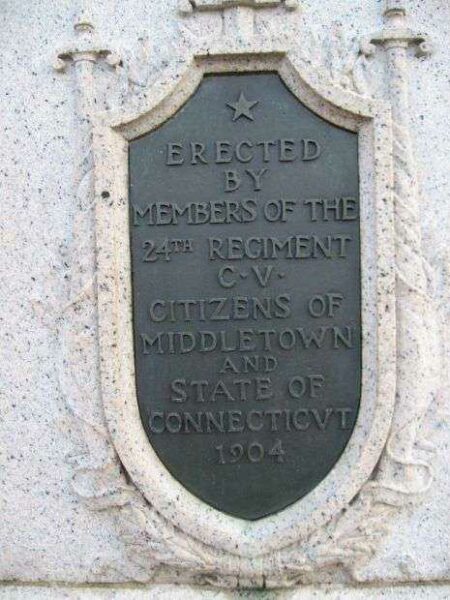 ERECTED
BY
MEMBERS OF THE
24TH REGIMENT
C·V·
CITIZENS OF
MIDDLETOWN
AND
STATE OF
CONNECTICVT
1904